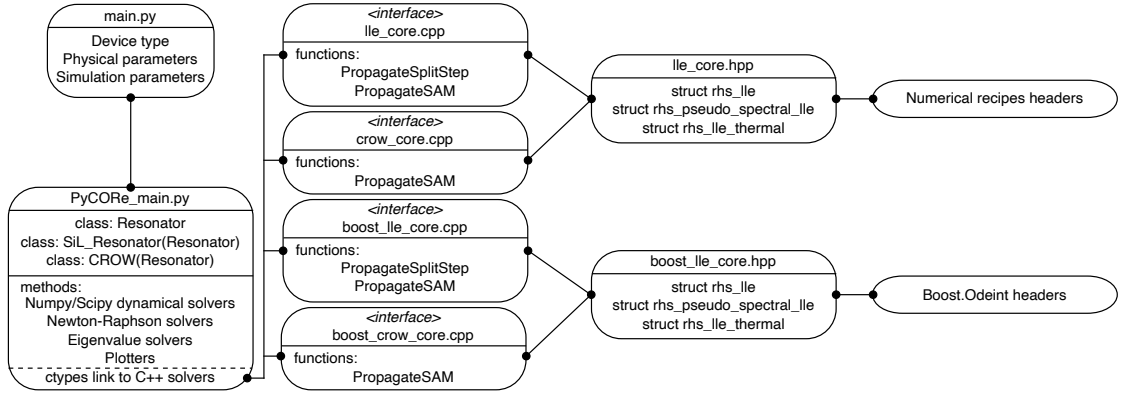 main.py
Device type
Physical parameters
Simulation parameters
PyCORe_main.py
class: Resonator
class: SiL_Resonator(Resonator)
class: CROW(Resonator)
methods:
Numpy/Scipy dynamical solvers
Newton-Raphson solvers
Eigenvalue solvers
Plotters
ctypes link to C++ solvers
<interface>
lle_core.cpp
functions:
PropagateSplitStep
PropagateSAM
<interface>
crow_core.cpp
functions:
PropagateSAM
<interface>
boost_lle_core.cpp
functions:
PropagateSplitStep
PropagateSAM
<interface>
boost_crow_core.cpp
functions:
PropagateSAM
lle_core.hpp
struct rhs_lle
struct rhs_pseudo_spectral_lle
struct rhs_lle_thermal
boost_lle_core.hpp
struct rhs_lle
struct rhs_pseudo_spectral_lle
struct rhs_lle_thermal
Numerical recipes headers
Boost.Odeint headers